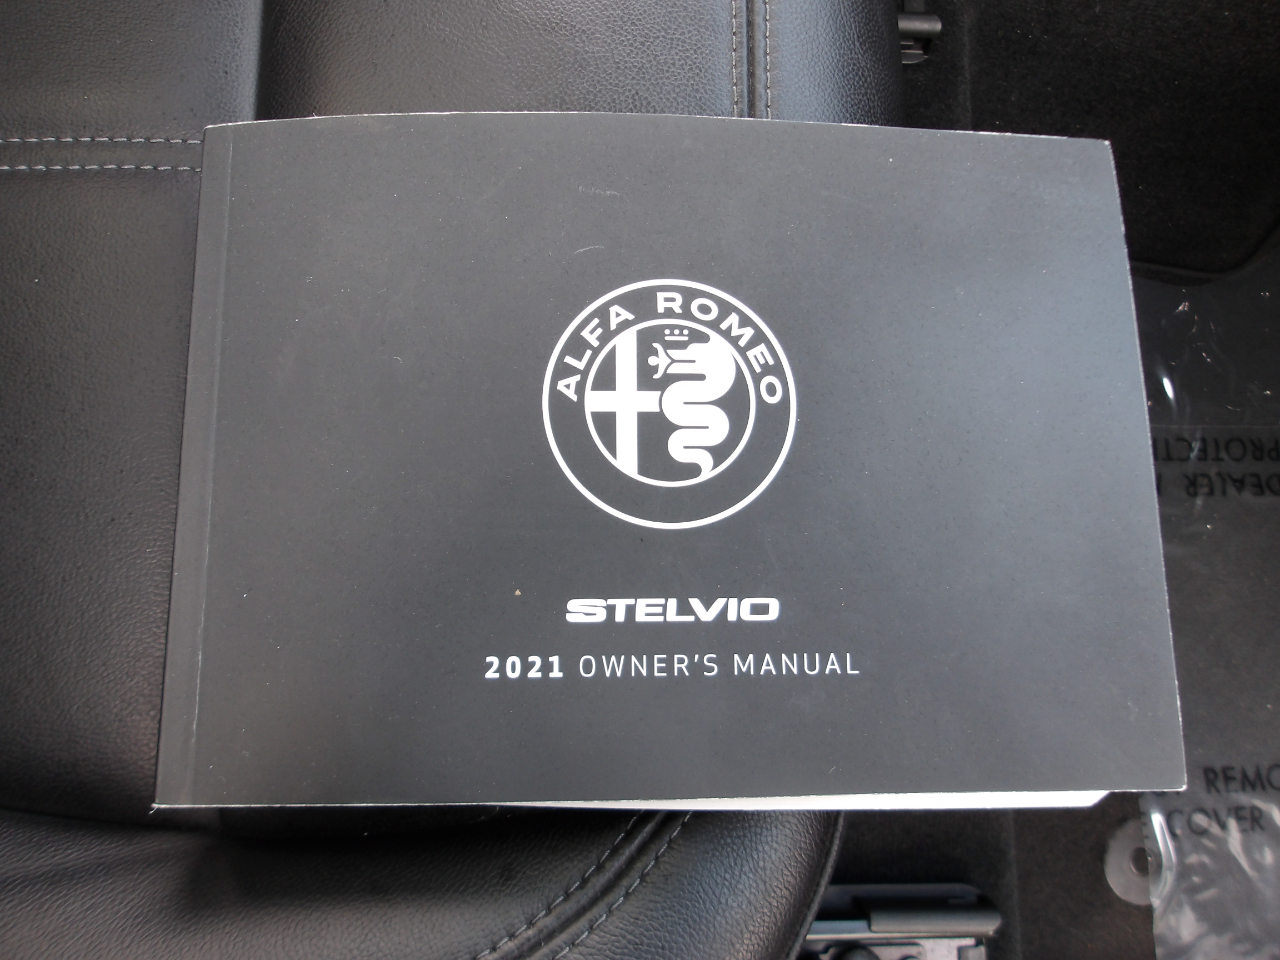 ALFA ROMEO
STELVIO
2021 OWNER'S MANUAL
PROTECTI
DEALER
REMO
COVER